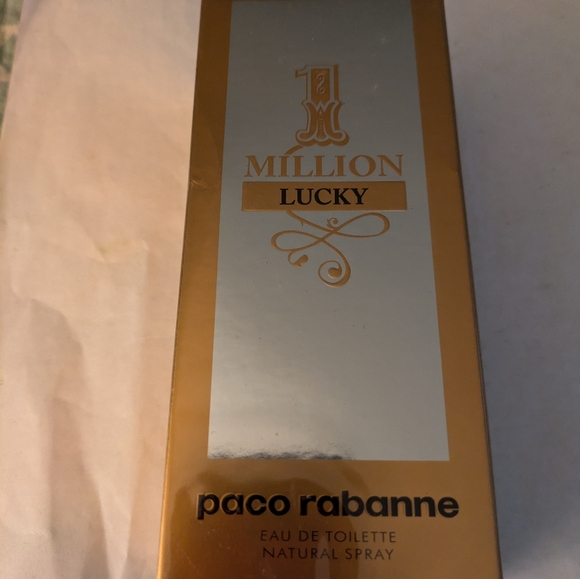 1
MILLION
LUCKY
paco rabanne
EAU DE TOILETTE
NATURAL SPRAY